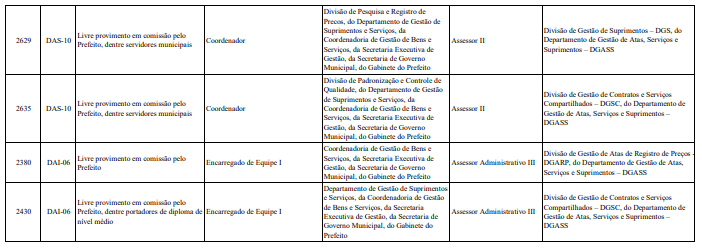 2629
DAS-10
Livre provimento em comissão pelo
Prefeito, dentre servidores municipais
Coordenador
Divisão de Pesquisa e Registro de
Preços, do Departamento de Gestão de
Suprimentos e Serviços, da
Coordenadoria de Gestão de Bens e
Serviços, da Secretaria Executiva de
Gestão, da Secretaria de Governo
Municipal, do Gabinete do Prefeito
Assessor II
Divisão de Gestão de Suprimentos – DGS, do
Departamento de Gestão de Atas, Serviços e
Suprimentos – DGASS
2635
DAS-10
Livre provimento em comissão pelo
Prefeito, dentre servidores municipais
Coordenador
Divisão de Padronização e Controle de
Qualidade, do Departamento de Gestão
de Suprimentos e Serviços, da
Coordenadoria de Gestão de Bens e
Serviços, da Secretaria Executiva de
Gestão, da Secretaria de Governo
Municipal, do Gabinete do Prefeito
Assessor II
Divisão de Gestão de Contratos e Serviços
Compartilhados – DGSC, do Departamento
de Gestão de Atas, Serviços e Suprimentos –
DGASS
2380
DAI-06
Livre provimento em comissão pelo
Prefeito
Encarregado de Equipe I
Coordenadoria de Gestão de Bens e
Serviços, da Secretaria Executiva de
Gestão, da Secretaria de Governo
Municipal, do Gabinete do Prefeito
Assessor Administrativo III
Divisão de Gestão de Atas de Registro de Preços -
DGARP, do Departamento de Gestão de Atas,
Serviços e Suprimentos – DGASS
2430
DAI-06
Livre provimento em comissão pelo
Prefeito, dentre portadores de diploma de
nível médio
Encarregado de Equipe I
Departamento de Gestão de Suprimentos
e Serviços, da Coordenadoria de Gestão
de Bens e Serviços, da Secretaria
Executiva de Gestão, da Secretaria de
Governo Municipal, do Gabinete do
Prefeito
Assessor Administrativo III
Divisão de Gestão de Contratos e Serviços
Compartilhados – DGSC, do Departamento de
Gestão de Atas, Serviços e Suprimentos –
DGASS